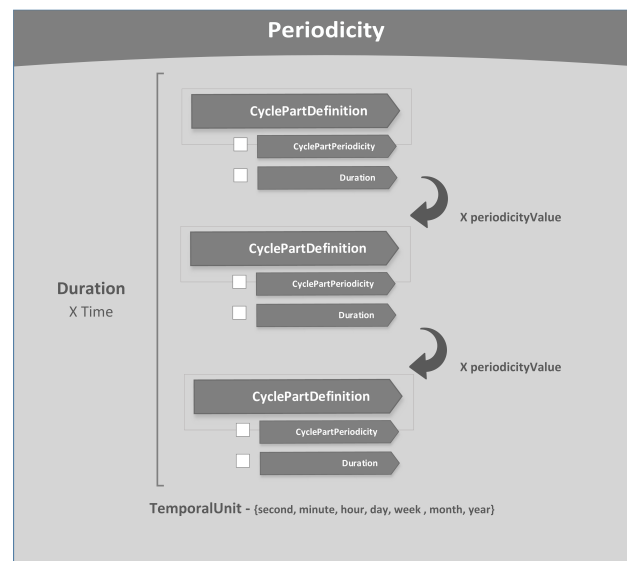 Periodicity
CyclePartDefinition
CyclePartPeriodicity
Duration
X periodicityValue
CyclePartDefinition
CyclePartPeriodicity
Duration
Duration
X Time
X periodicityValue
CyclePartDefinition
CyclePartPeriodicity
Duration
TemporalUnit - {second, minute, hour, day, week , month, year}